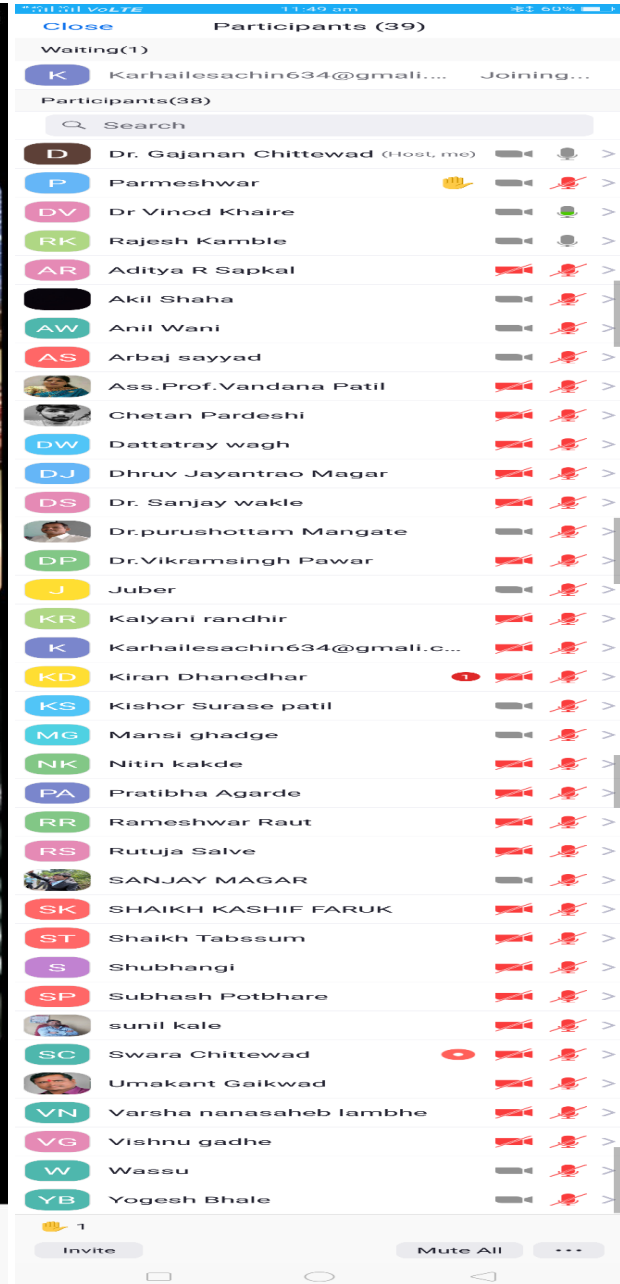 VoLTE 11:49 am 60%
Close Participants (39)
Waiting(1)
K Karhailesachin634@gmali.... Joining...
Participants(38)
Search
D Dr. Gajanan Chittewad (Host, me)
P Parmeshwar
DV Dr Vinod Khaire
RK Rajesh Kamble
AR Aditya R Sapkal
Akil Shaha
AW Anil Wani
AS Arbaj sayyad
Ass.Prof.Vandana Patil
Chetan Pardeshi
DW Dattatray wagh
DJ Dhruv Jayantrao Magar
DS Dr. Sanjay wakle
Dr.purushottam Mangate
DP Dr.Vikramsingh Pawar
J Juber
KR Kalyani randhir
K Karhailesachin634@gmali.c...
KD Kiran Dhanedhar 1
KS Kishor Surase patil
MG Mansi ghadge
NK Nitin kakde
PA Pratibha Agarde
RR Rameshwar Raut
RS Rutuja Salve
SANJAY MAGAR
SK SHAIKH KASHIF FARUK
ST Shaikh Tabssum
S Shubhangi
SP Subhash Potbhare
sunil kale
SC Swara Chittewad
Umakant Gaikwad
VN Varsha nanasaheb lambhe
VG Vishnu gadhe
W Wassu
YB Yogesh Bhale
1
Invite Mute All ...